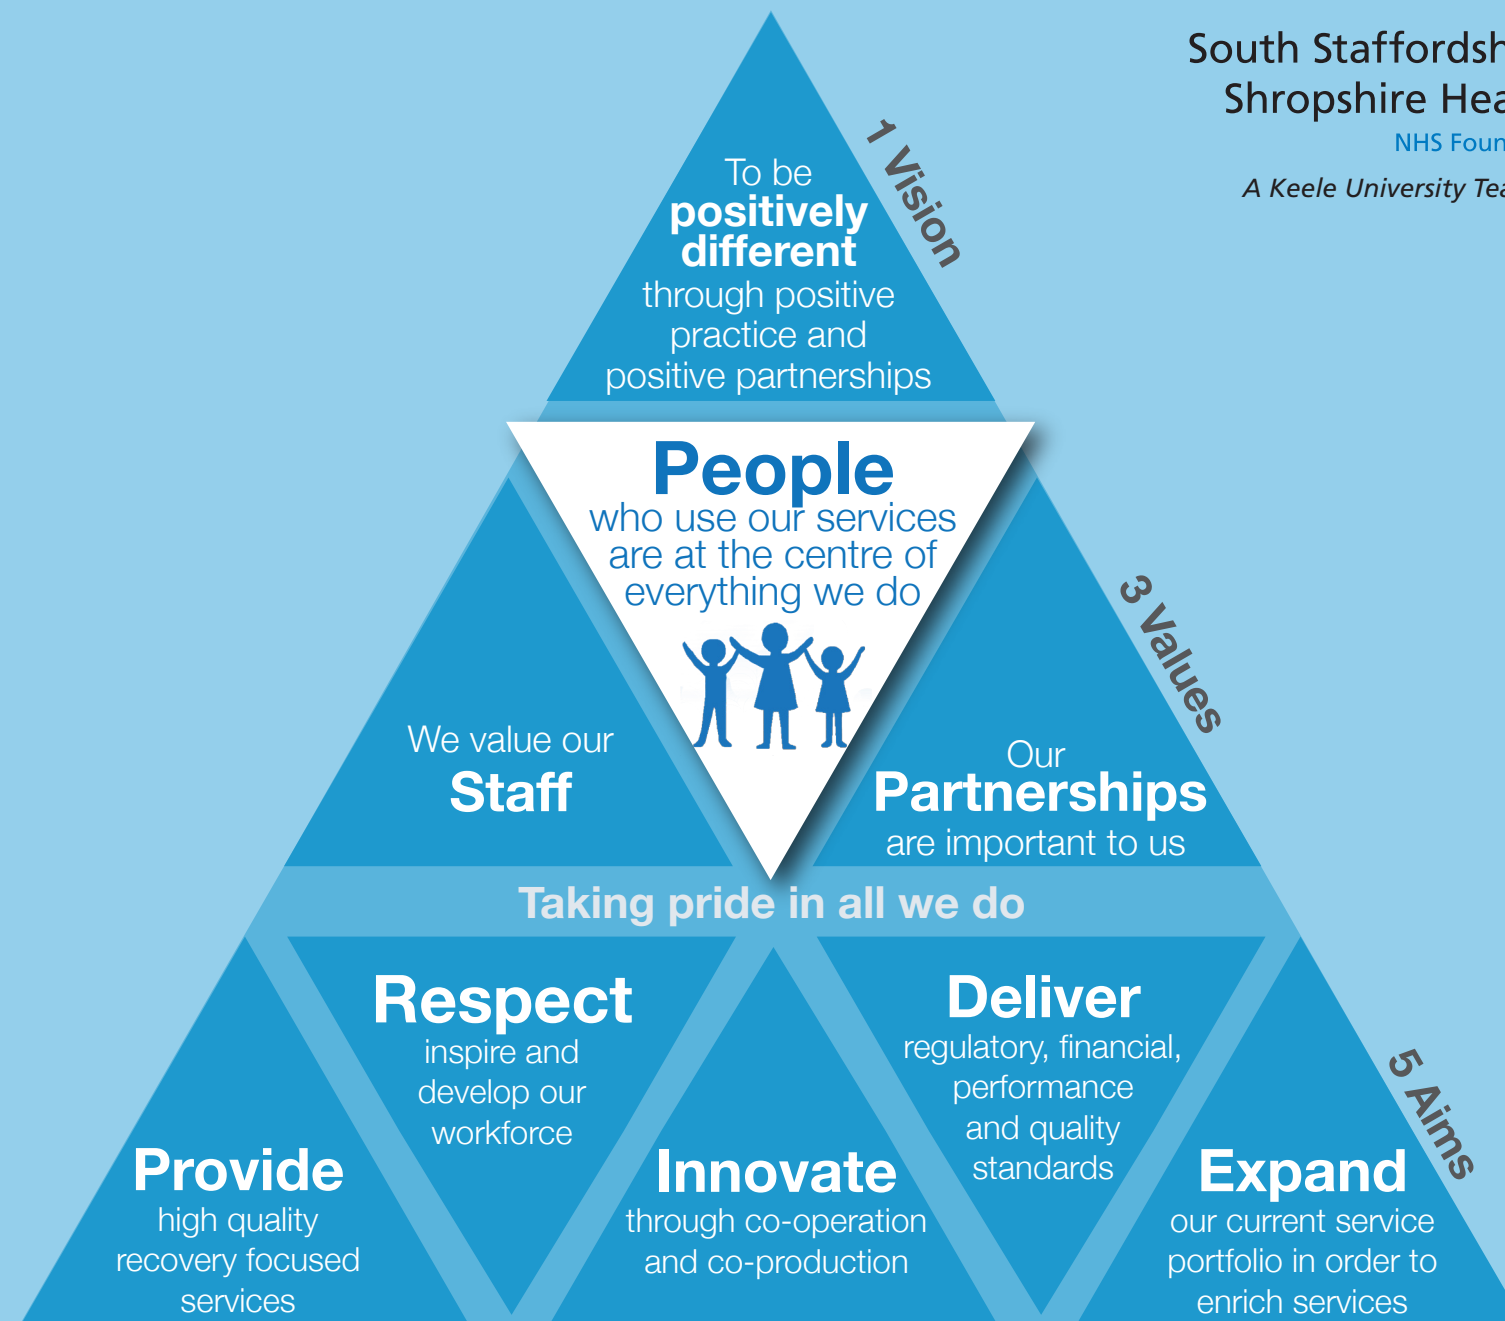 South Staffordsh
Shropshire Hea
NHS Foun
A Keele University Tea
1 Vision
To be
positively
different
through positive
practice and
positive partnerships
People
who use our services
are at the centre of
everything we do
3 Values
We value our
Staff
Our
Partnerships
are important to us
Taking pride in all we do
5 Aims
Provide
high quality
recovery focused
services
Respect
inspire and
develop our
workforce
Innovate
through co-operation
and co-production
Deliver
regulatory, financial,
performance
and quality
standards
Expand
our current service
portfolio in order to
enrich services